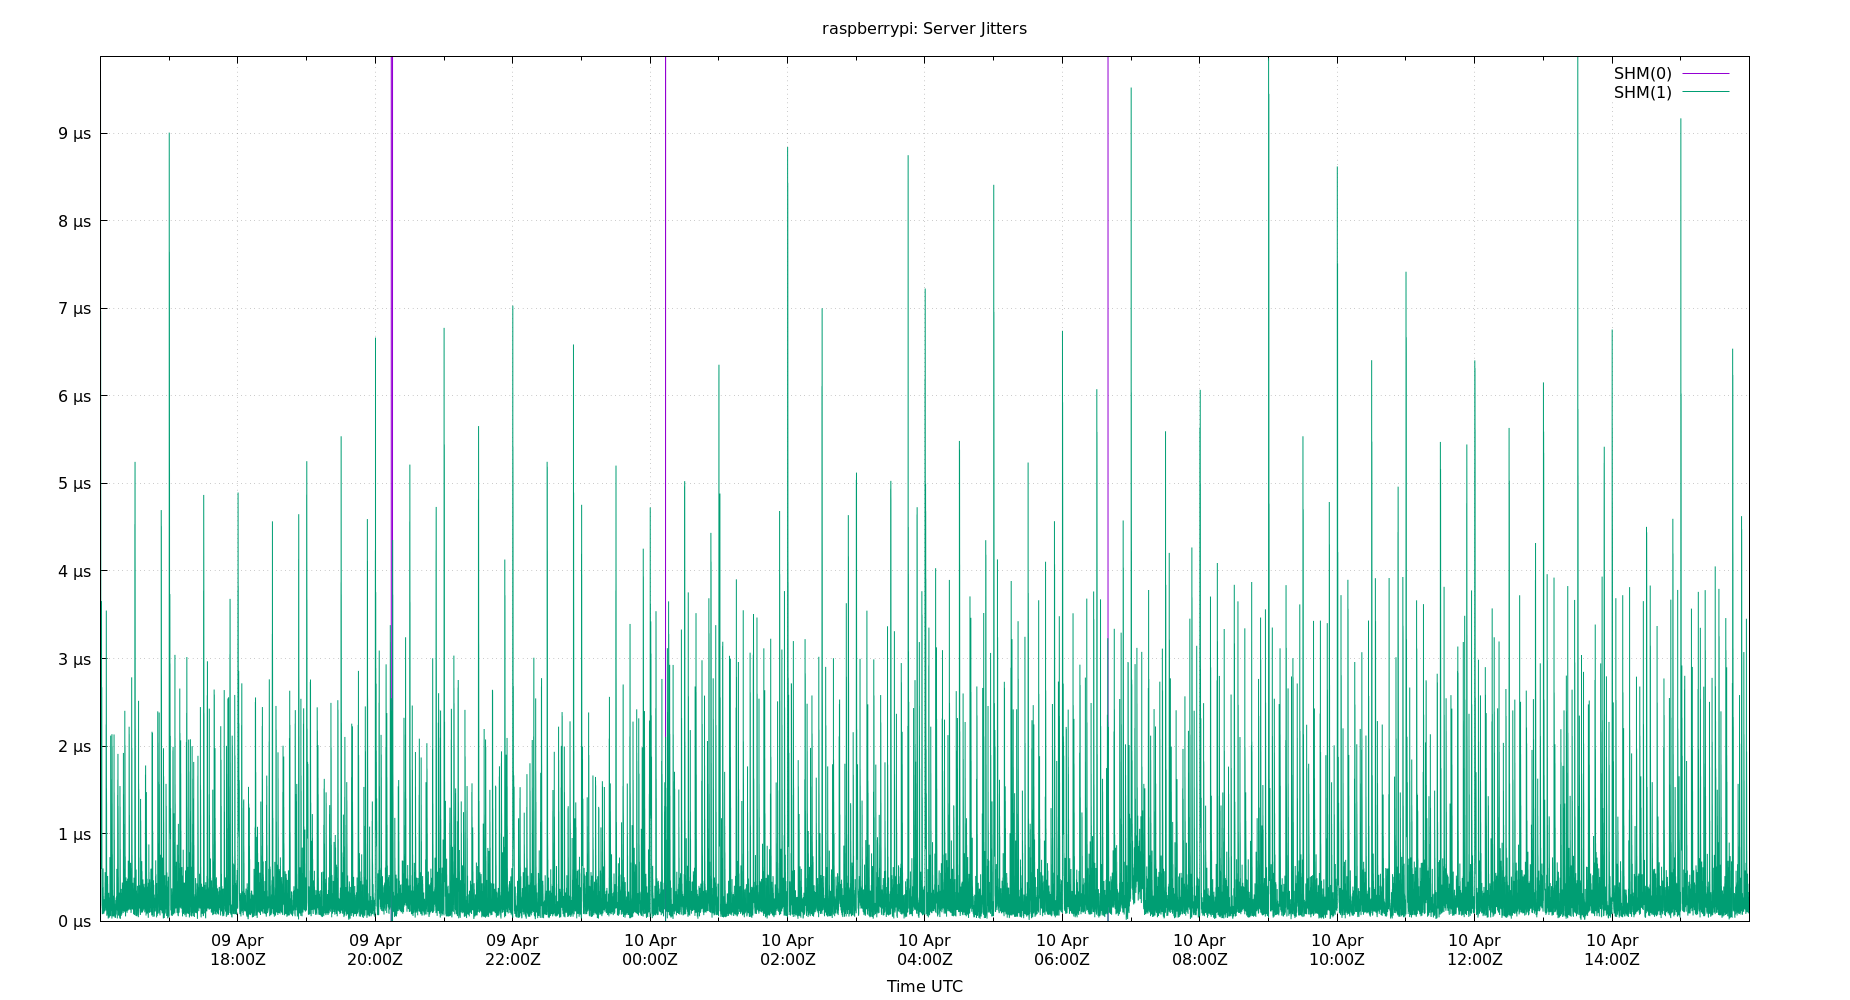 raspberrypi: Server Jitters
SHM(0)
SHM(1)
9 µs
8 µs
7 µs
6 µs
5 µs
4 µs
3 µs
2 µs
1 µs
0 µs
09 Apr 09 Apr 09 Apr 10 Apr 10 Apr 10 Apr 10 Apr 10 Apr 10 Apr 10 Apr 10 Apr
18:00Z 20:00Z 22:00Z 00:00Z 02:00Z 04:00Z 06:00Z 08:00Z 10:00Z 12:00Z 14:00Z
Time UTC